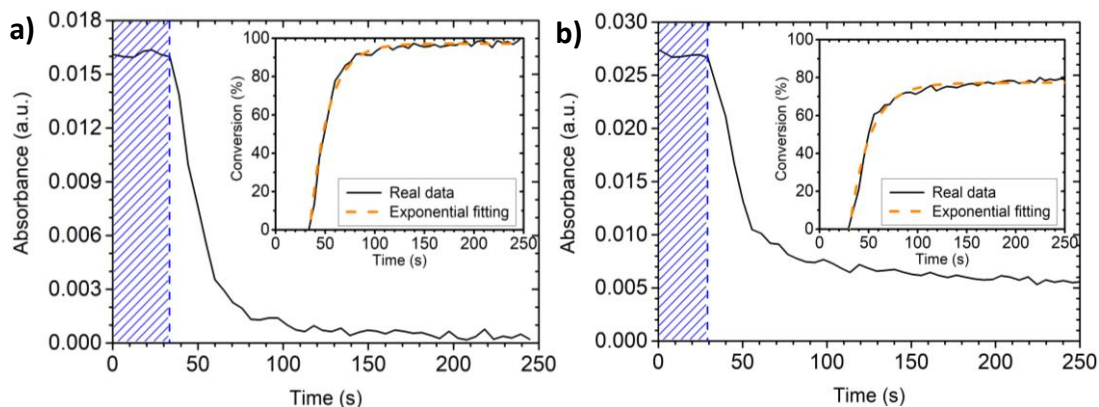 a)
Absorbance (a.u.)
0.018
0.015
0.012
0.009
0.006
0.003
0.000
0 50 100 150 200 250
Time (s)
Conversion (%)
100
80
60
40
20
0
0 50 100 150 200 250
Time (s)
Real data
Exponential fitting
b)
Absorbance (a.u.)
0.030
0.025
0.020
0.015
0.010
0.005
0.000
0 50 100 150 200 250
Time (s)
Conversion (%)
100
80
60
40
20
0
0 50 100 150 200 250
Time (s)
Real data
Exponential fitting